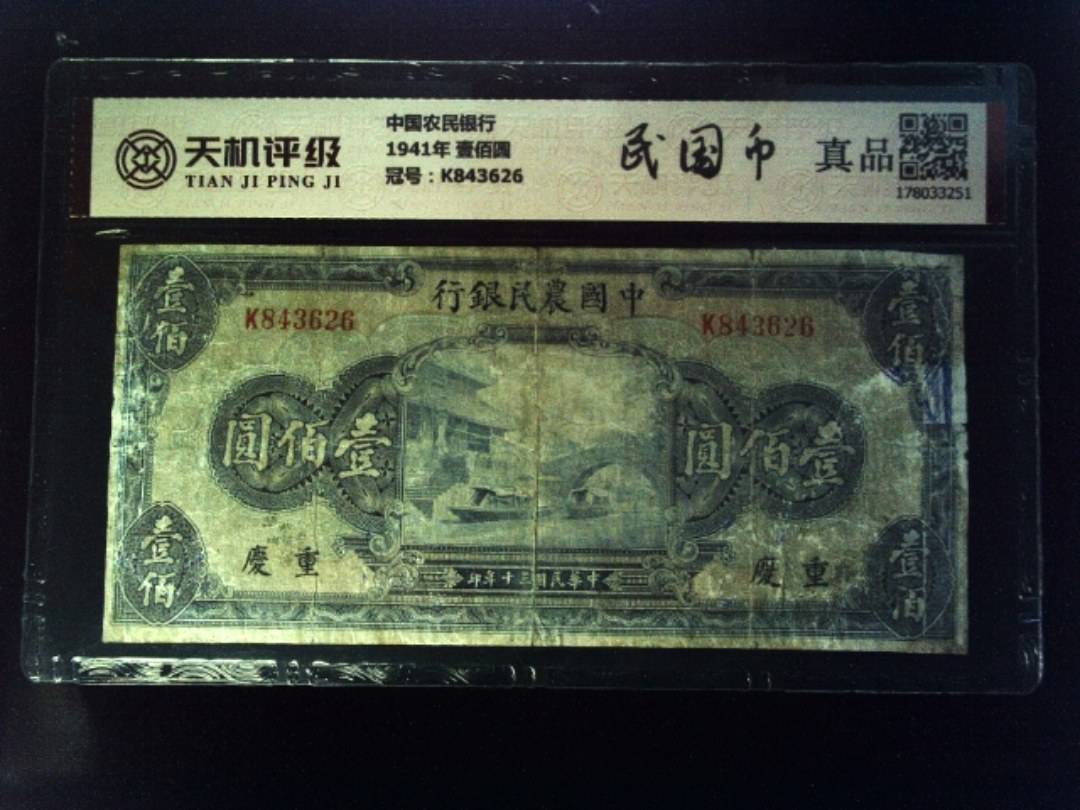 天机评级
TIAN JI PING JI
中国农民银行
1941年 壹佰圆
冠号：K843626
民国币
真品
178033251
壹佰
行銀民農國中
壹佰
K843626
K843626
圓佰壹
圓佰壹
慶 重
慶 重
壹佰
印年十三國民華中
壹佰